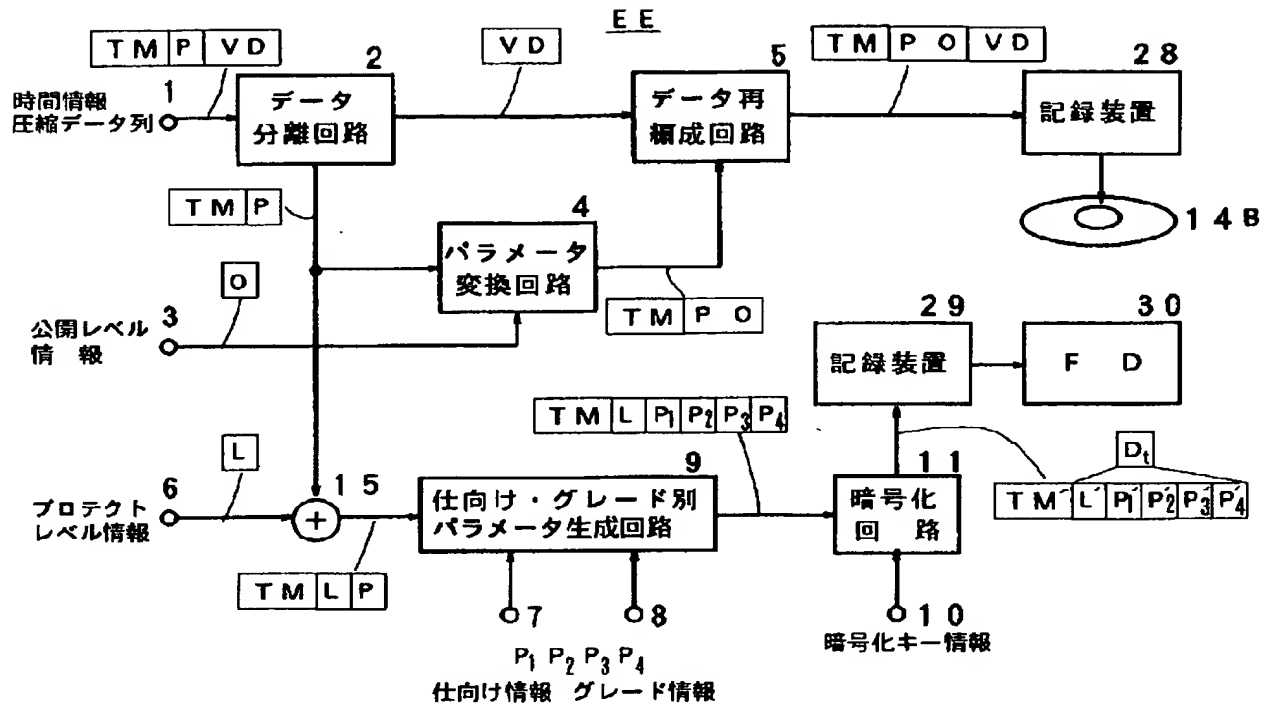 EE
TM P VD
VD
TM PO VD
1
2
5
28
時間情報
圧縮データ列
データ
分離回路
データ再
編成回路
記録装置
TM P
14B
4
パラメータ
変換回路
O
TM PO
3
公開レベル
情 報
29
30
記録装置
FD
TM L P1 P2 P3 P4
L
Dt
6
15
9
11
TM´ L´ P1´ P2´ P3´ P4´
プロテクト
レベル情報
+
仕向け・グレード別
パラメータ生成回路
暗号化
回 路
TM L P
7
8
10
暗号化キー情報
P1 P2 P3 P4
仕向け情報 グレード情報